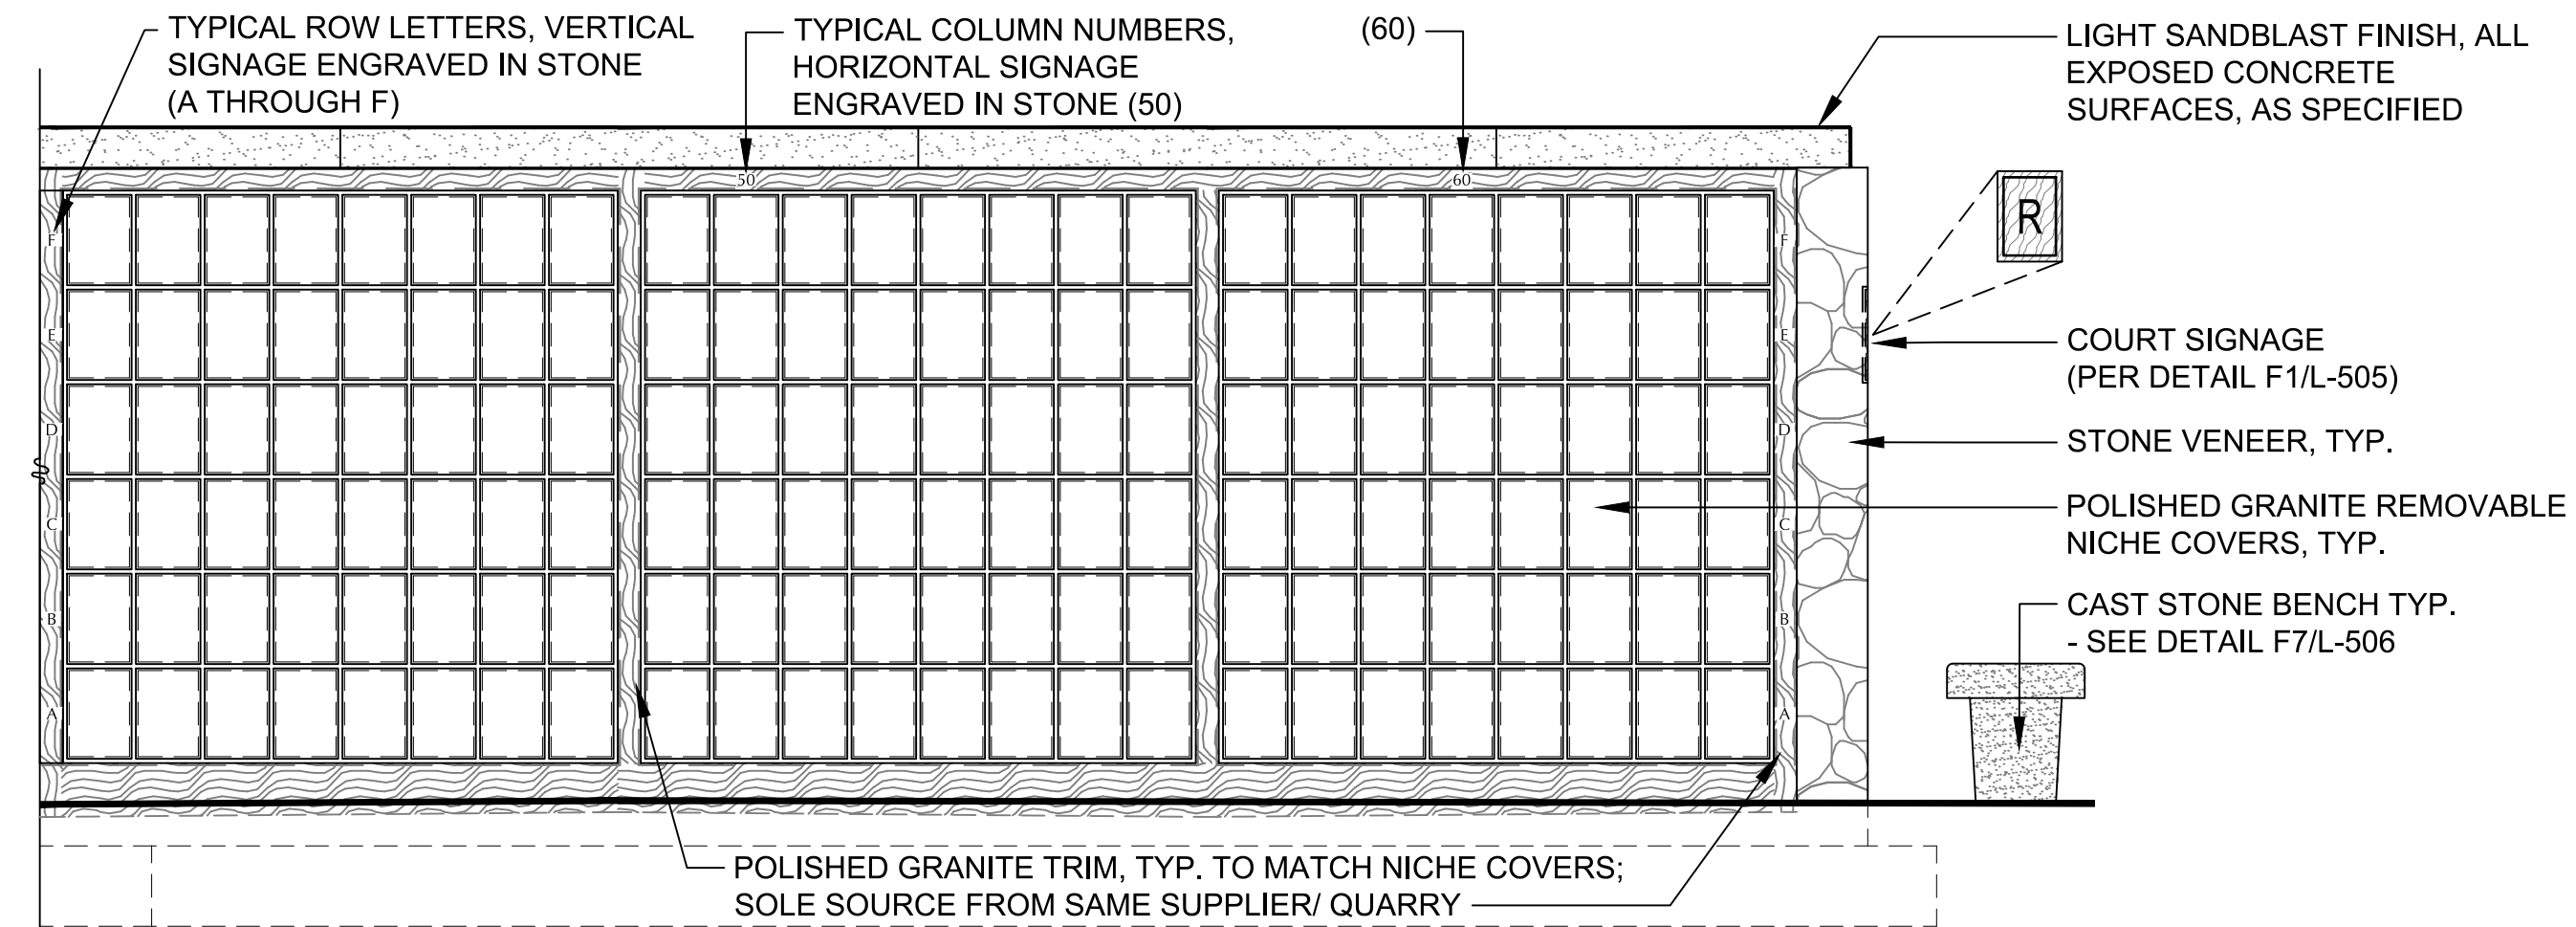 TYPICAL ROW LETTERS, VERTICAL
SIGNAGE ENGRAVED IN STONE
(A THROUGH F)
TYPICAL COLUMN NUMBERS,
HORIZONTAL SIGNAGE
ENGRAVED IN STONE (50)
(60)
LIGHT SANDBLAST FINISH, ALL
EXPOSED CONCRETE
SURFACES, AS SPECIFIED
50
60
R
F
E
D
C
B
A
F
E
D
C
B
A
COURT SIGNAGE
(PER DETAIL F1/L-505)
STONE VENEER, TYP.
POLISHED GRANITE REMOVABLE
NICHE COVERS, TYP.
CAST STONE BENCH TYP.
- SEE DETAIL F7/L-506
POLISHED GRANITE TRIM, TYP. TO MATCH NICHE COVERS;
SOLE SOURCE FROM SAME SUPPLIER/ QUARRY